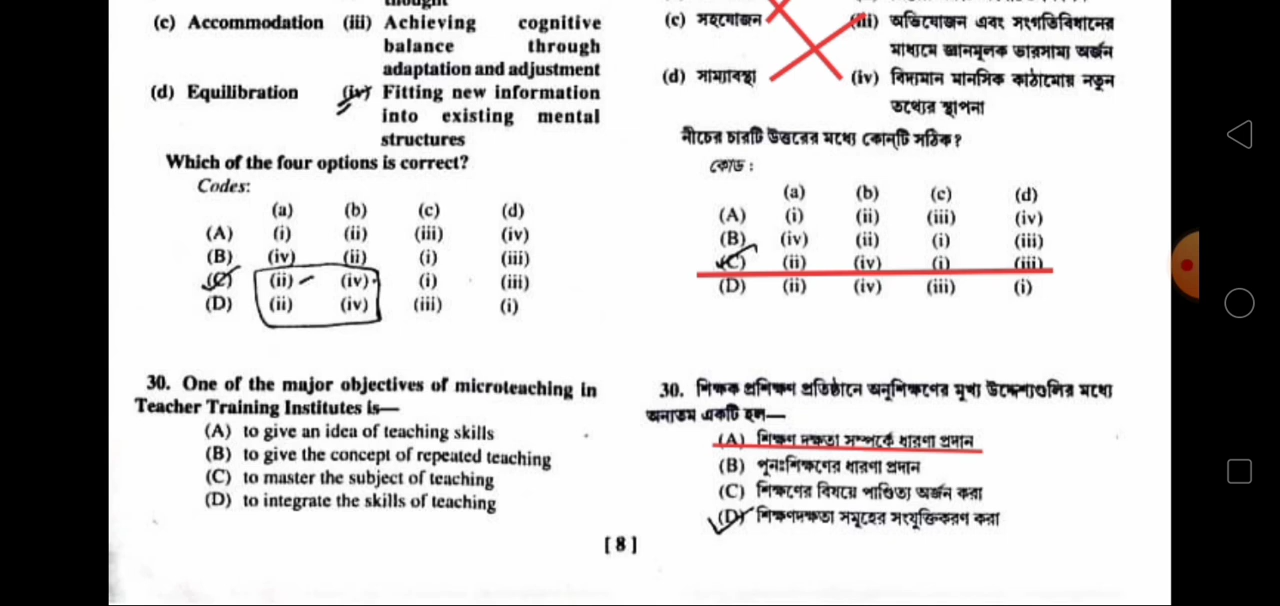 thought
(c) Accommodation (iii) Achieving cognitive
balance through
adaptation and adjustment
(d) Equilibration (iv) Fitting new information
into existing mental
structures
Which of the four options is correct?
Codes:
(a) (b) (c) (d)
(A) (i) (ii) (iii) (iv)
(B) (iv) (ii) (i) (iii)
(C) (ii) (iv) (i) (iii)
(D) (ii) (iv) (iii) (i)
30. One of the major objectives of microteaching in
Teacher Training Institutes is—
(A) to give an idea of teaching skills
(B) to give the concept of repeated teaching
(C) to master the subject of teaching
(D) to integrate the skills of teaching
(c) সহযোজন (iii) অভিযোজন এবং সংগতিবিধানের
মাধ্যমে জ্ঞানমূলক ভারসাম্য অর্জন
(d) সাম্যাবস্থা (iv) বিদ্যমান মানসিক কাঠামোয় নতুন
তথ্যের স্থাপনা
নীচের চারটি উত্তরের মধ্যে কোন্‌টি সঠিক?
কোড :
(a) (b) (c) (d)
(A) (i) (ii) (iii) (iv)
(B) (iv) (ii) (i) (iii)
(C) (ii) (iv) (i) (iii)
(D) (ii) (iv) (iii) (i)
30. শিক্ষক প্রশিক্ষণ প্রতিষ্ঠানে অনুশিক্ষণের মুখ্য উদ্দেশ্যগুলির মধ্যে
অন্যতম একটি হল—
(A) শিক্ষণ দক্ষতা সম্পর্কে ধারণা প্রদান
(B) পুনঃশিক্ষণের ধারণা প্রদান
(C) শিক্ষণের বিষয়ে পাণ্ডিত্য অর্জন করা
(D) শিক্ষণদক্ষতা সমূহের সংযুক্তিকরণ করা
[ 8 ]